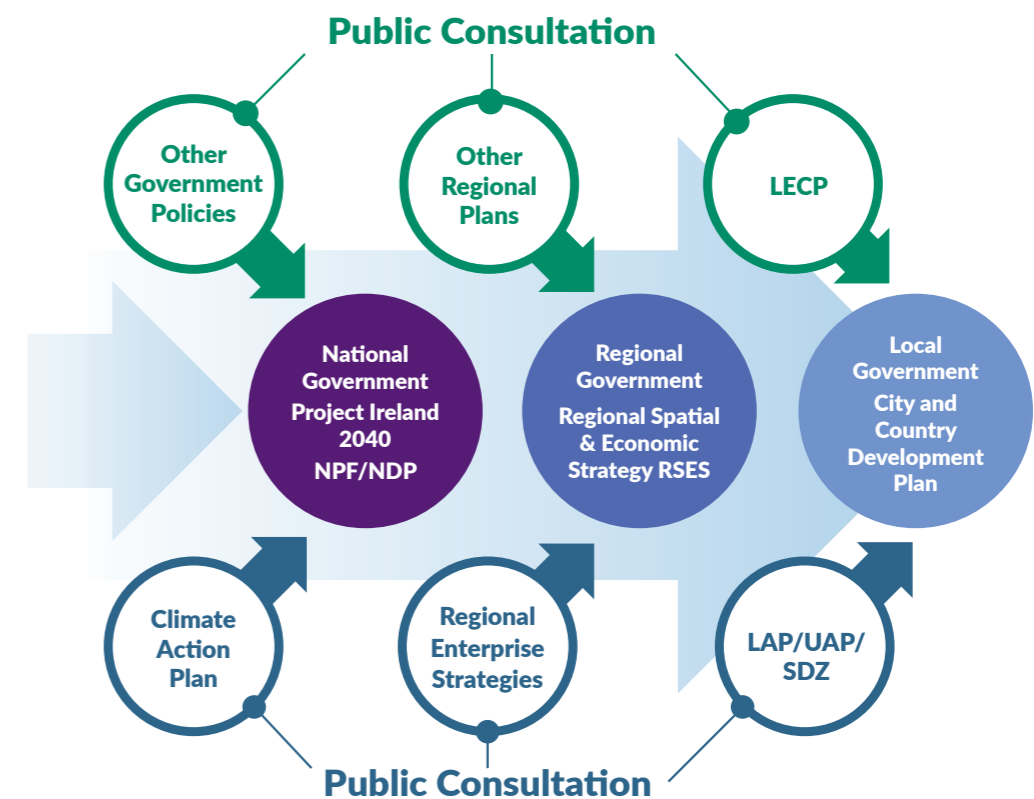 Public Consultation
Other
Government
Policies
Other
Regional
Plans
LECP
National
Government
Project Ireland
2040
NPF/NDP
Regional
Government
Regional Spatial
& Economic
Strategy RSES
Local
Government
City and
Country
Development
Plan
Climate
Action
Plan
Regional
Enterprise
Strategies
LAP/UAP/
SDZ
Public Consultation